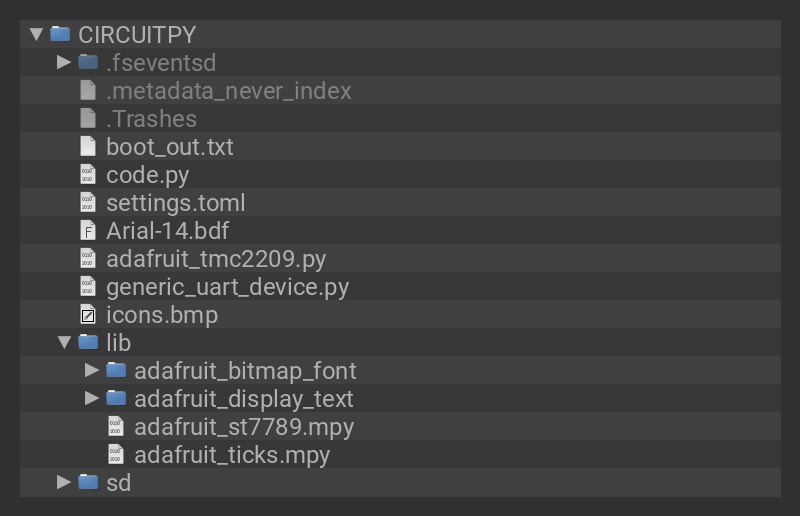 CIRCUITPY
.fseventsd
.metadata_never_index
.Trashes
boot_out.txt
code.py
settings.toml
Arial-14.bdf
adafruit_tmc2209.py
generic_uart_device.py
icons.bmp
lib
adafruit_bitmap_font
adafruit_display_text
adafruit_st7789.mpy
adafruit_ticks.mpy
sd